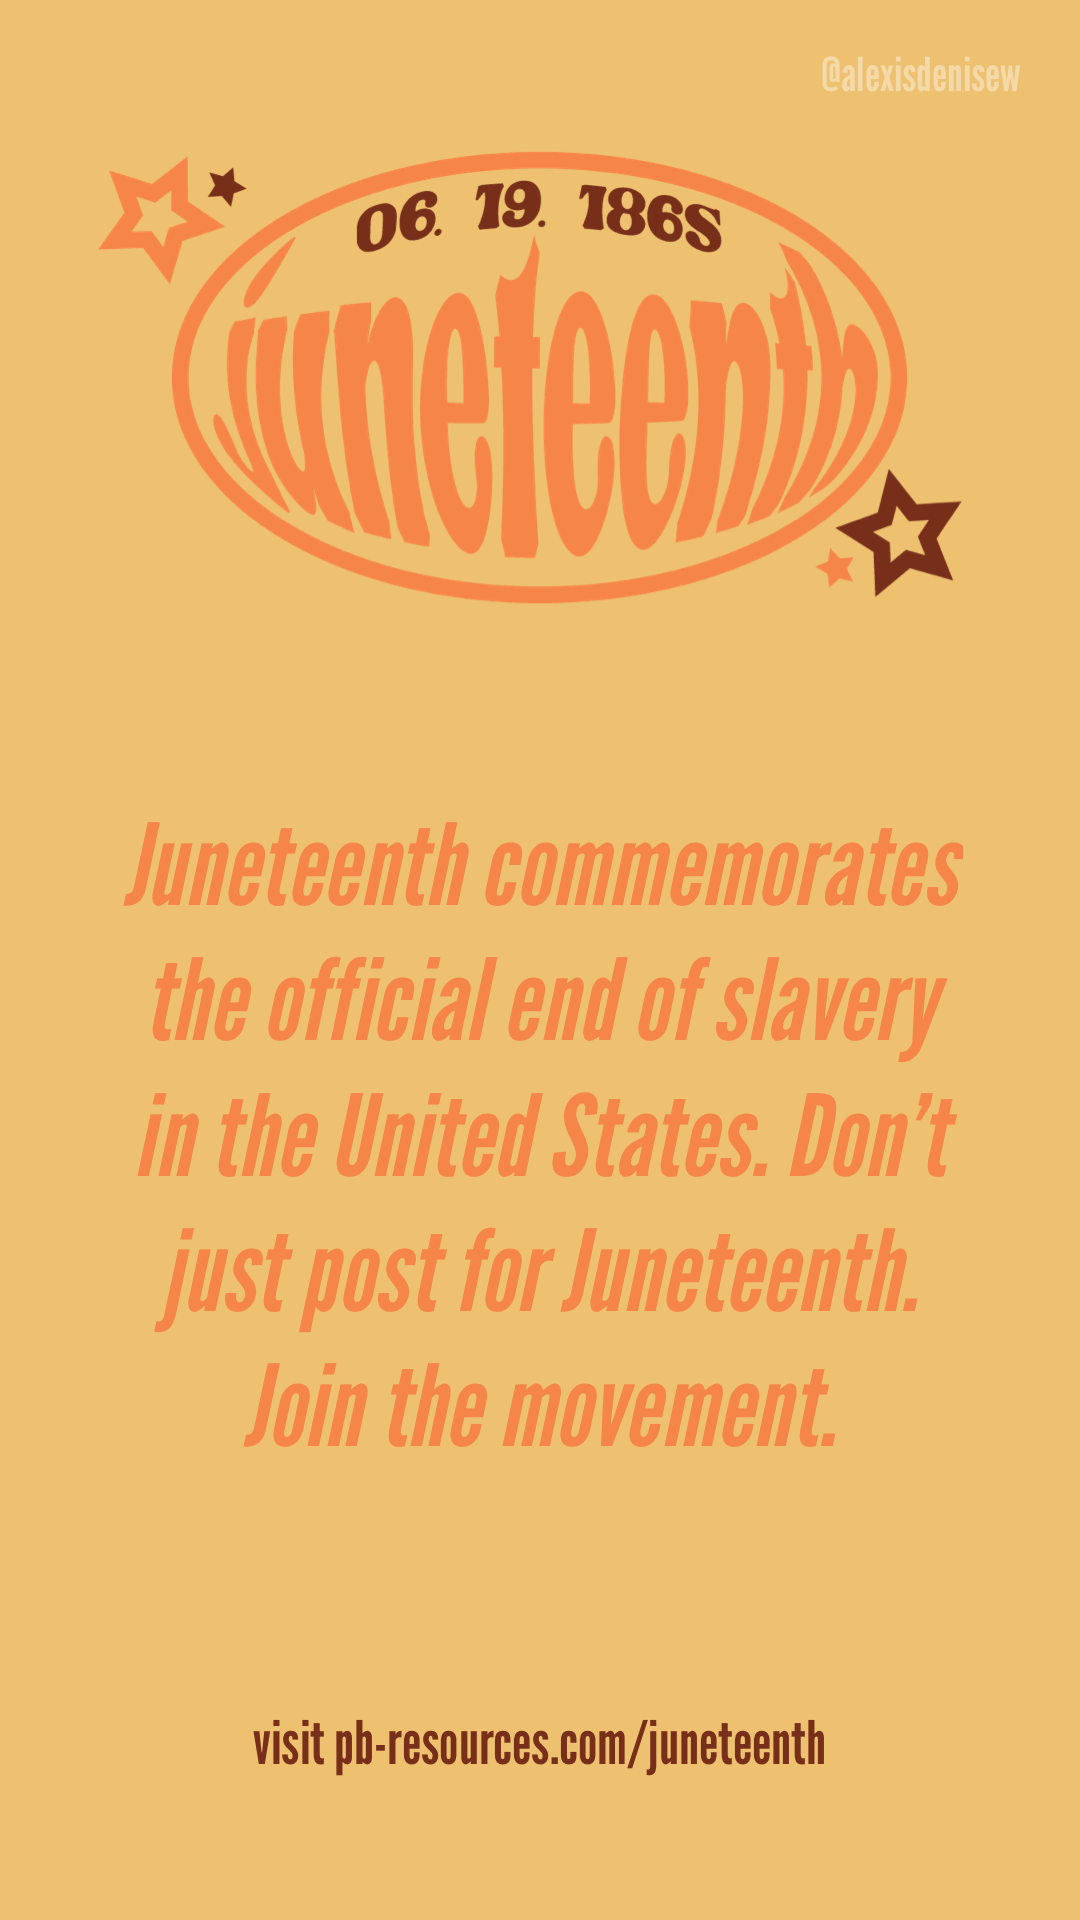 @alexisdenisew
06. 19. 1865
juneteenth
Juneteenth commemorates
the official end of slavery
in the United States. Don’t
just post for Juneteenth.
Join the movement.
visit pb-resources.com/juneteenth